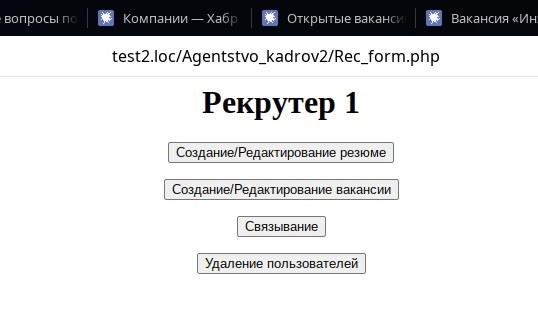 вопросы по
Компании — Хабр
Открытые вакансии
Вакансия «Ин
test2.loc/Agentstvo_kadrov2/Rec_form.php
Рекрутер 1
Создание/Редактирование резюме
Создание/Редактирование вакансии
Связывание
Удаление пользователей